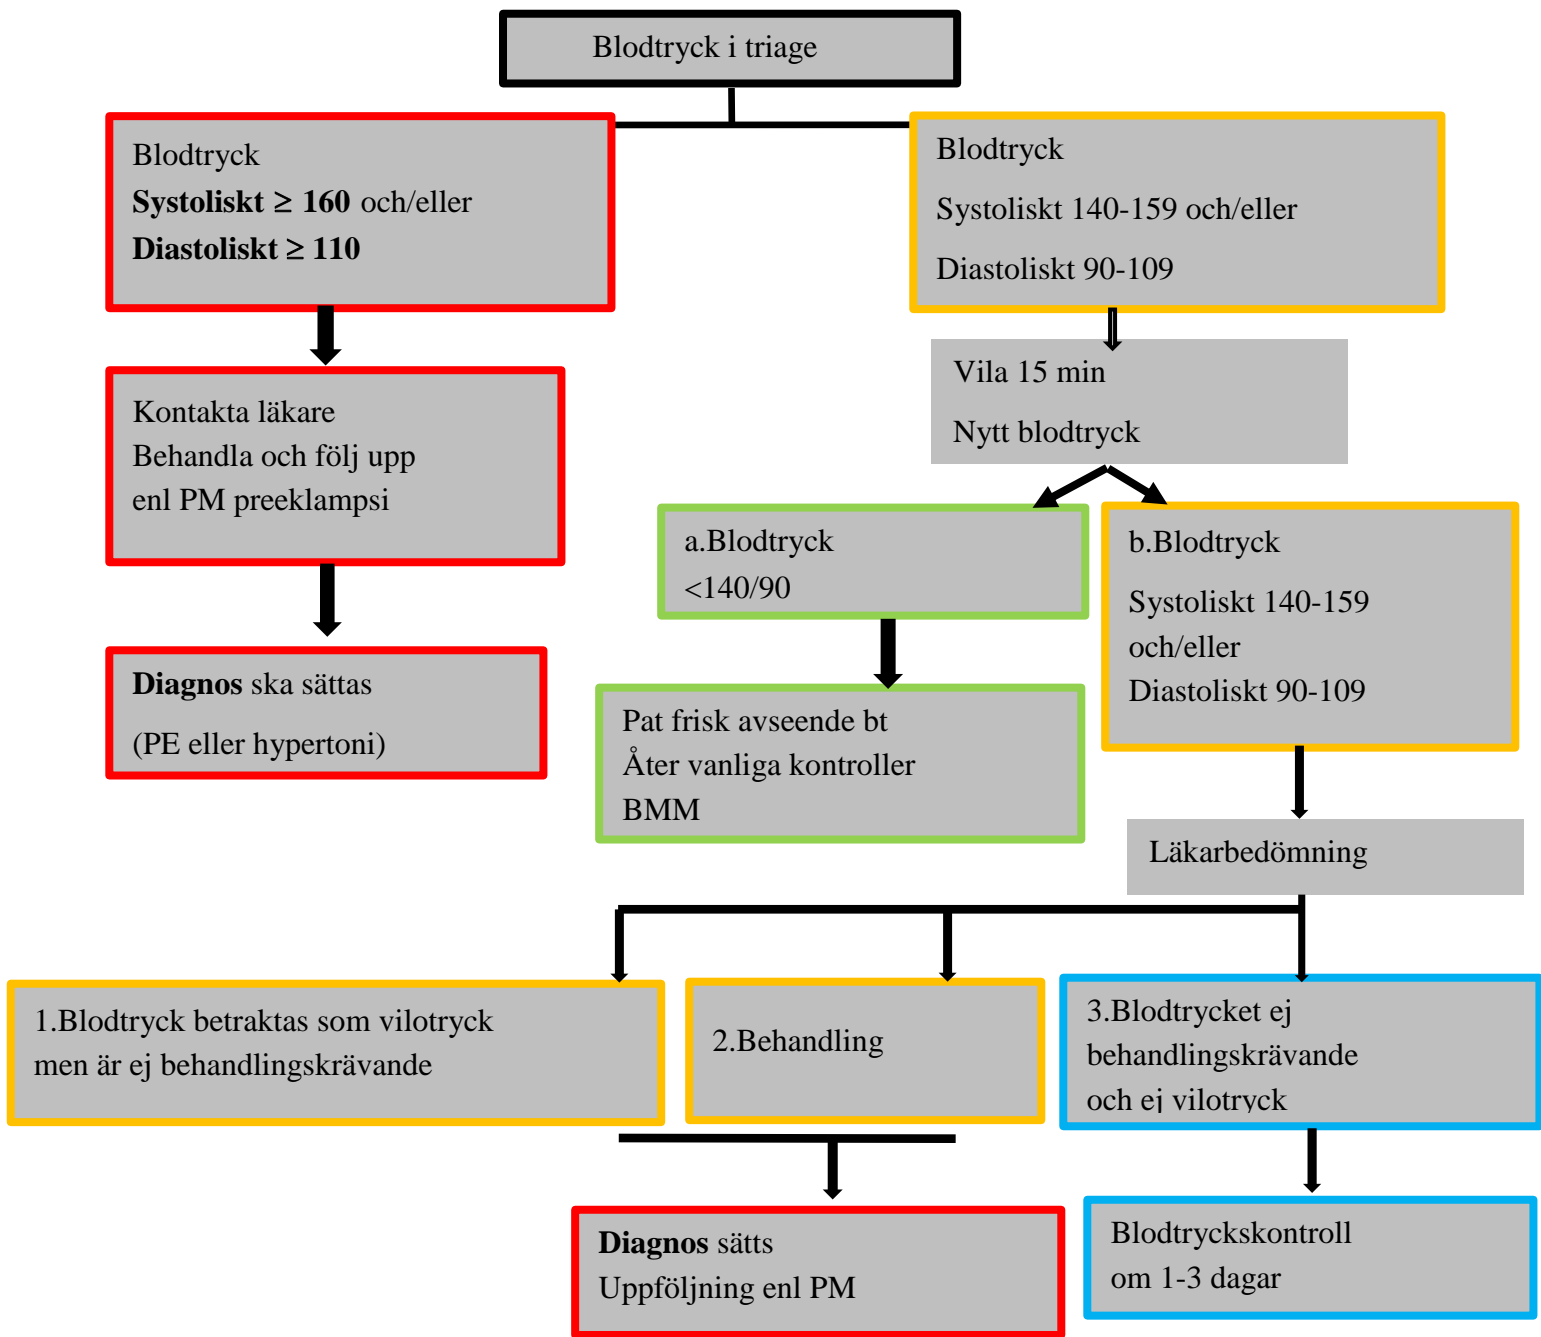 Blodtryck i triage
Blodtryck
Systoliskt ≥ 160 och/eller
Diastoliskt ≥ 110
Blodtryck
Systoliskt 140-159 och/eller
Diastoliskt 90-109
Kontakta läkare
Behandla och följ upp
enl PM preeklampsi
Vila 15 min
Nytt blodtryck
a.Blodtryck
<140/90
b.Blodtryck
Systoliskt 140-159
och/eller
Diastoliskt 90-109
Diagnos ska sättas
(PE eller hypertoni)
Pat frisk avseende bt
Åter vanliga kontroller
BMM
Läkarbedömning
1.Blodtryck betraktas som vilotryck
men är ej behandlingskrävande
2.Behandling
3.Blodtrycket ej
behandlingskrävande
och ej vilotryck
Diagnos sätts
Uppföljning enl PM
Blodtryckskontroll
om 1-3 dagar